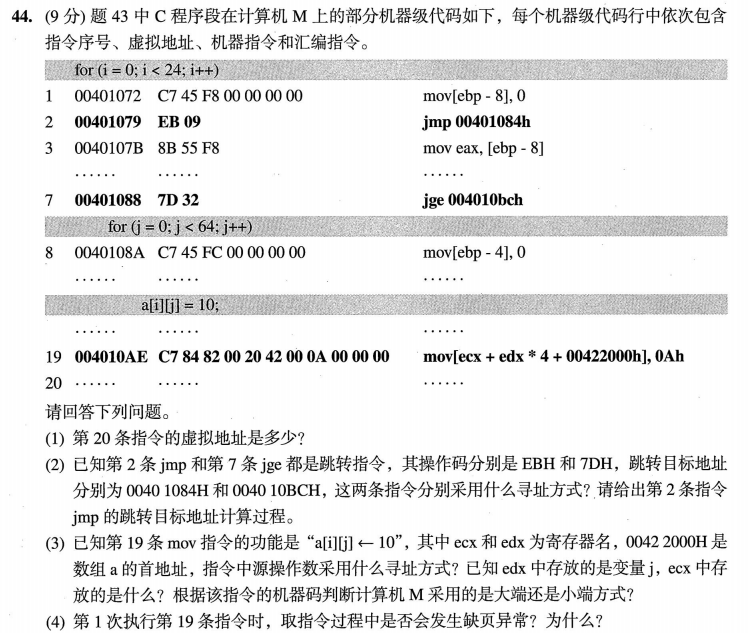 44. (9 分) 题 43 中 C 程序段在计算机 M 上的部分机器级代码如下，每个机器级代码行中依次包含
指令序号、虚拟地址、机器指令和汇编指令。
for (i = 0; i < 24; i++)
1 00401072 C7 45 F8 00 00 00 00 mov[ebp - 8], 0
2 00401079 EB 09 jmp 00401084h
3 0040107B 8B 55 F8 mov eax, [ebp - 8]
…… …… ……
7 00401088 7D 32 jge 004010bch
for (j = 0; j < 64; j++)
8 0040108A C7 45 FC 00 00 00 00 mov[ebp - 4], 0
…… …… ……
a[i][j] = 10;
…… …… ……
19 004010AE C7 84 82 00 20 42 00 0A 00 00 00 mov[ecx + edx * 4 + 00422000h], 0Ah
20 …… …… ……
请回答下列问题。
(1) 第 20 条指令的虚拟地址是多少？
(2) 已知第 2 条 jmp 和第 7 条 jge 都是跳转指令，其操作码分别是 EBH 和 7DH，跳转目标地址
分别为 0040 1084H 和 0040 10BCH，这两条指令分别采用什么寻址方式？请给出第 2 条指令
jmp 的跳转目标地址计算过程。
(3) 已知第 19 条 mov 指令的功能是“a[i][j] ← 10”，其中 ecx 和 edx 为寄存器名，0042 2000H 是
数组 a 的首地址，指令中源操作数采用什么寻址方式？已知 edx 中存放的是变量 j，ecx 中存
放的是什么？根据该指令的机器码判断计算机 M 采用的是大端还是小端方式？
(4) 第 1 次执行第 19 条指令时，取指令过程中是否会发生缺页异常？为什么？